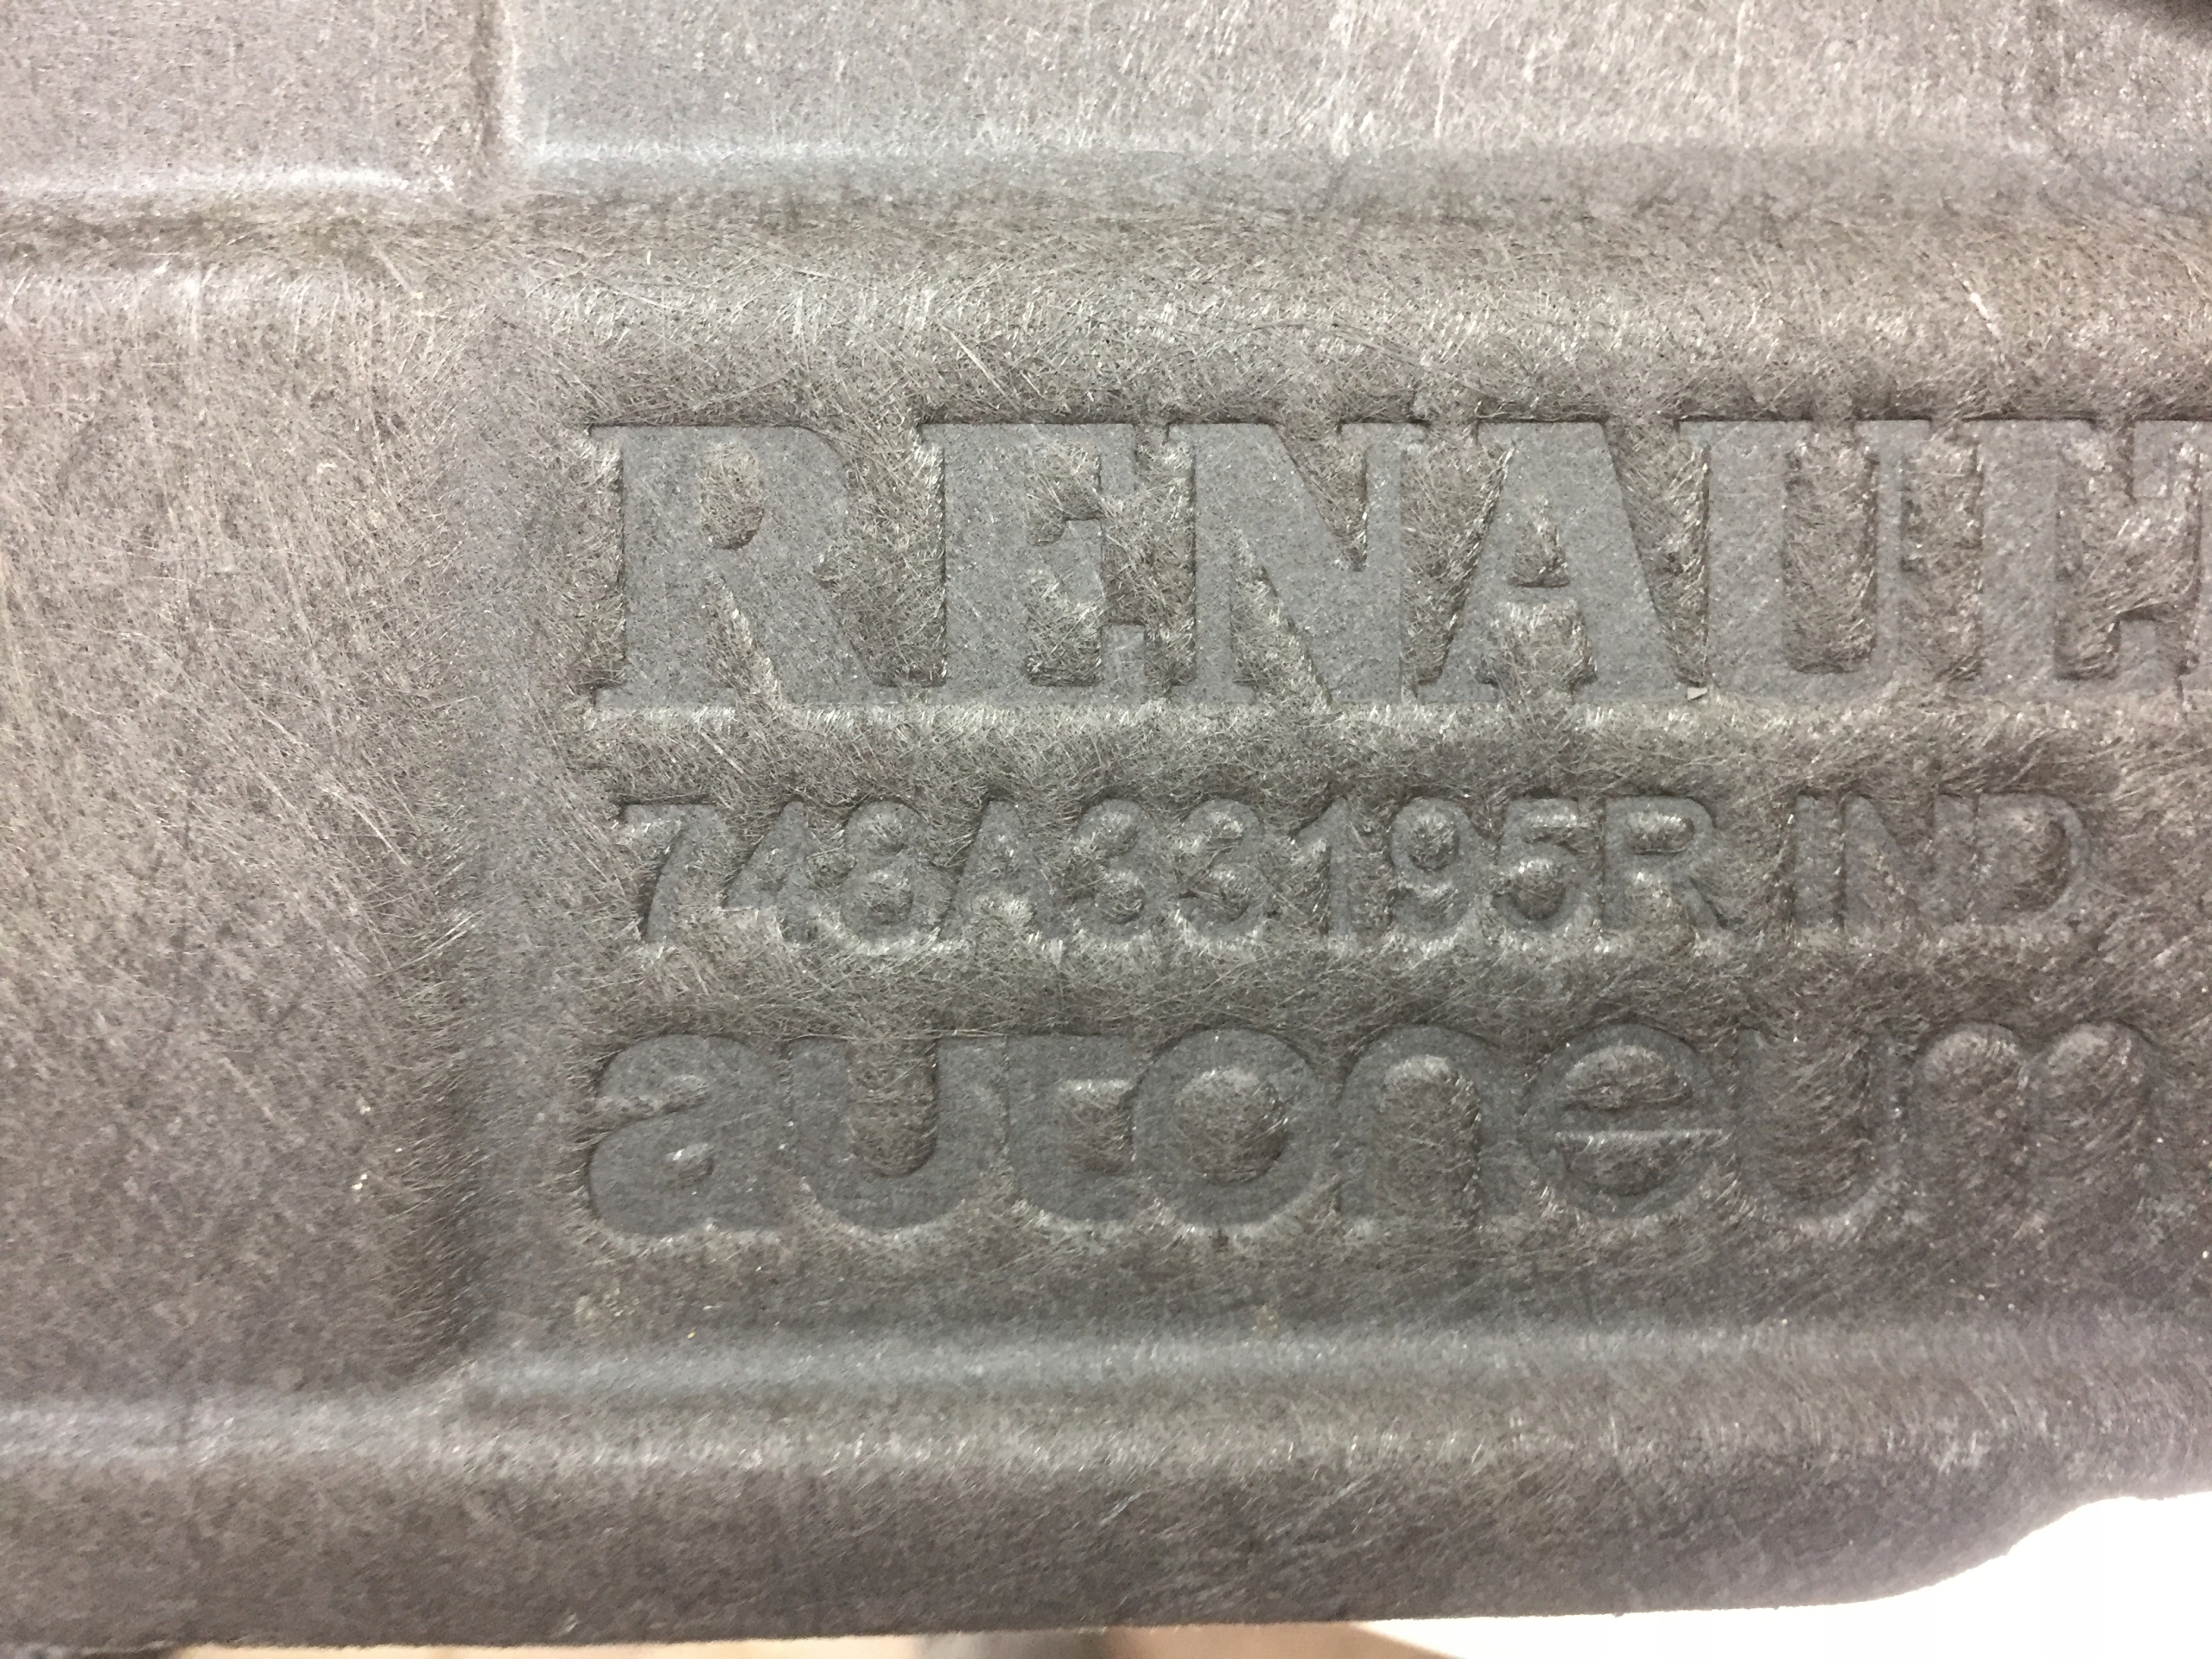 RENAULT
748A33195R IND
autoneum